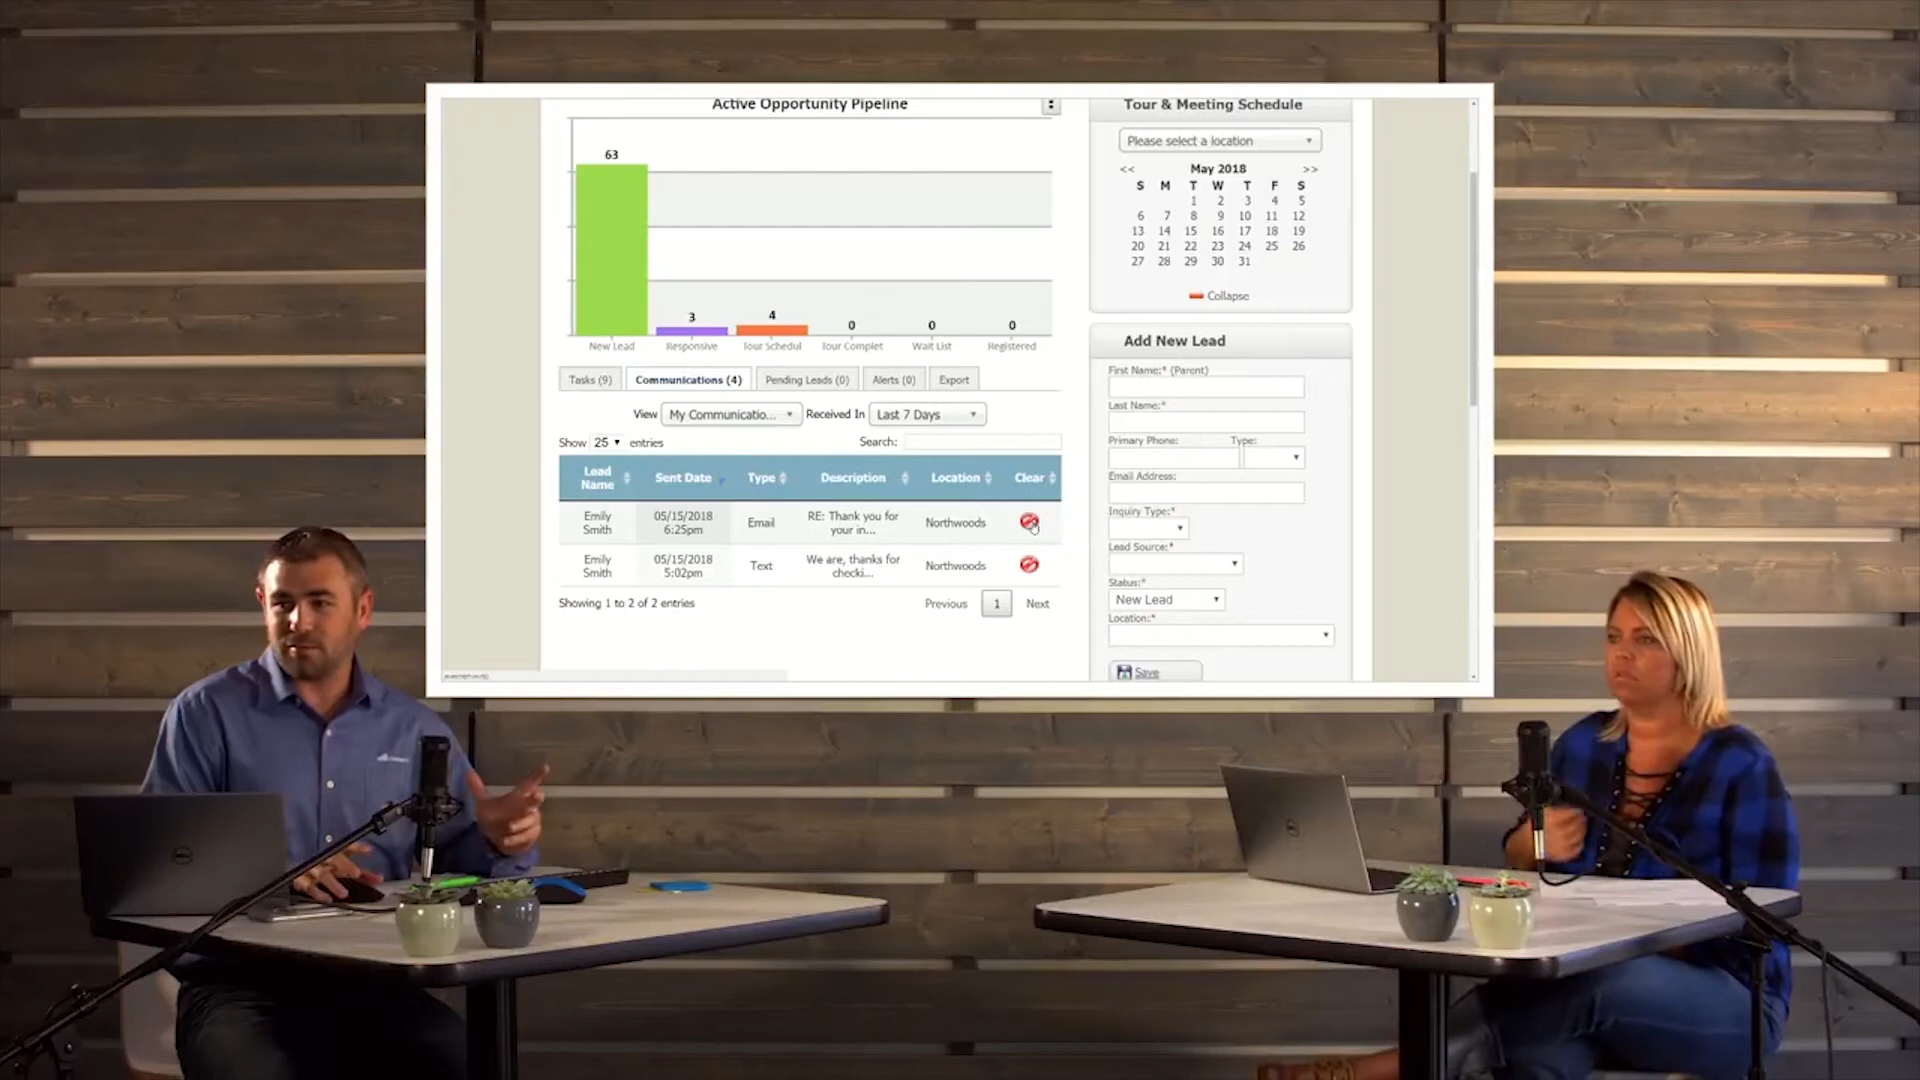 Active Opportunity Pipeline
63
3
4
0
0
0
New Lead
Responsive
Tour Schedul
Tour Complet
Wait List
Registered
Tasks (9)
Communications (4)
Pending Leads (0)
Alerts (0)
Export
View My Communicatio... Received In Last 7 Days
Show 25 entries
Search:
Lead Name
Sent Date
Type
Description
Location
Clear
Emily Smith
05/15/2018 6:25pm
Email
RE: Thank you for your in...
Northwoods
Emily Smith
05/15/2018 5:02pm
Text
We are, thanks for checki...
Northwoods
Showing 1 to 2 of 2 entries
Previous 1 Next
Tour & Meeting Schedule
Please select a location
<< May 2018 >>
S M T W T F S
1 2 3 4 5
6 7 8 9 10 11 12
13 14 15 16 17 18 19
20 21 22 23 24 25 26
27 28 29 30 31
Collapse
Add New Lead
First Name:* (Parent)
Last Name:*
Primary Phone: Type:
Email Address:
Inquiry Type:*
Lead Source:*
Status:*
New Lead
Location:*
Save
DELL